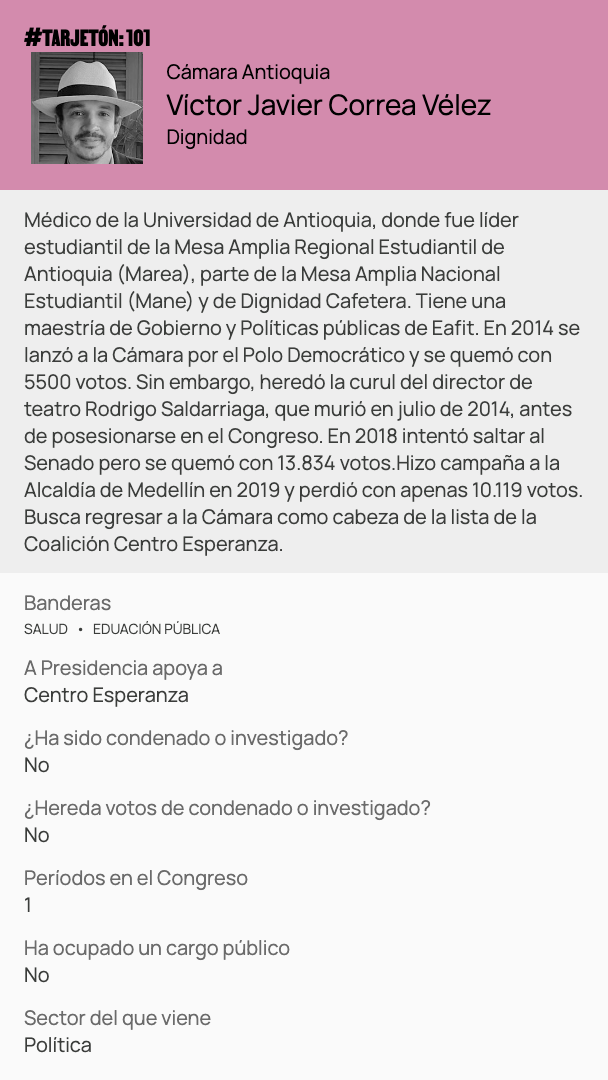 #TARJETÓN: 101
Cámara Antioquia
Víctor Javier Correa Vélez
Dignidad
Médico de la Universidad de Antioquia, donde fue líder
estudiantil de la Mesa Amplia Regional Estudiantil de
Antioquia (Marea), parte de la Mesa Amplia Nacional
Estudiantil (Mane) y de Dignidad Cafetera. Tiene una
maestría de Gobierno y Políticas públicas de Eafit. En 2014 se
lanzó a la Cámara por el Polo Democrático y se quemó con
5500 votos. Sin embargo, heredó la curul del director de
teatro Rodrigo Saldarriaga, que murió en julio de 2014, antes
de posesionarse en el Congreso. En 2018 intentó saltar al
Senado pero se quemó con 13.834 votos.Hizo campaña a la
Alcaldía de Medellín en 2019 y perdió con apenas 10.119 votos.
Busca regresar a la Cámara como cabeza de la lista de la
Coalición Centro Esperanza.
Banderas
SALUD • EDUACIÓN PÚBLICA
A Presidencia apoya a
Centro Esperanza
¿Ha sido condenado o investigado?
No
¿Hereda votos de condenado o investigado?
No
Períodos en el Congreso
1
Ha ocupado un cargo público
No
Sector del que viene
Política